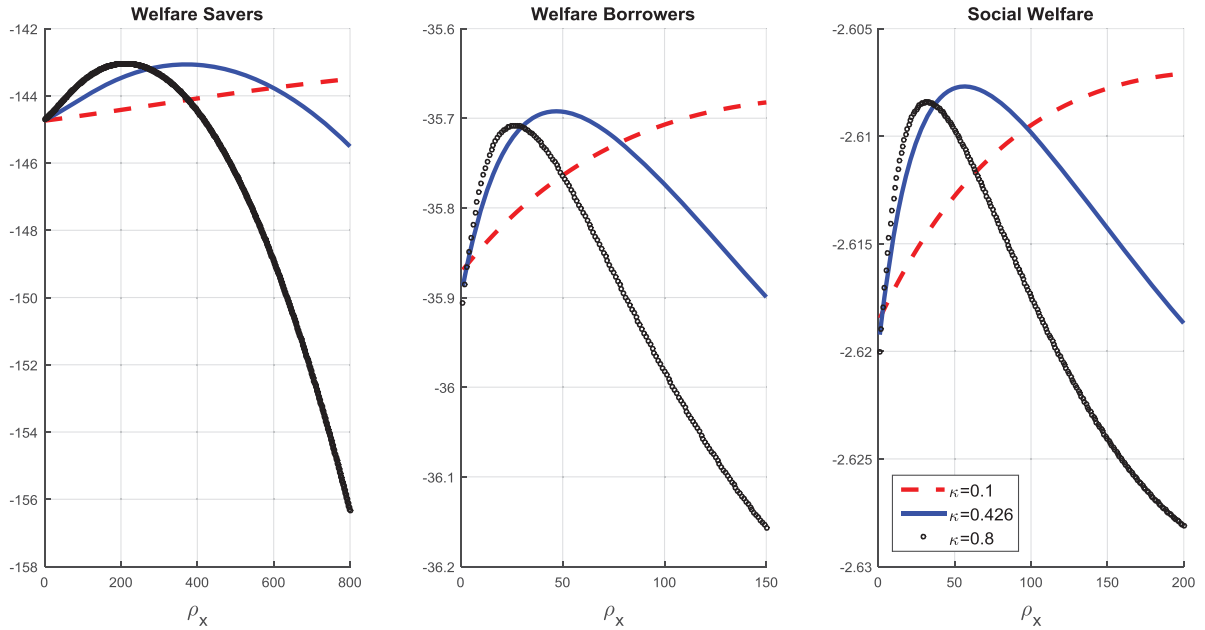 Welfare Savers
-142
-144
-146
-148
-150
-152
-154
-156
-158
0 200 400 600 800
ρx
Welfare Borrowers
-35.6
-35.7
-35.8
-35.9
-36
-36.1
-36.2
0 50 100 150
ρx
Social Welfare
-2.605
-2.61
-2.615
-2.62
-2.625
-2.63
0 50 100 150 200
ρx
κ=0.1
κ=0.426
κ=0.8